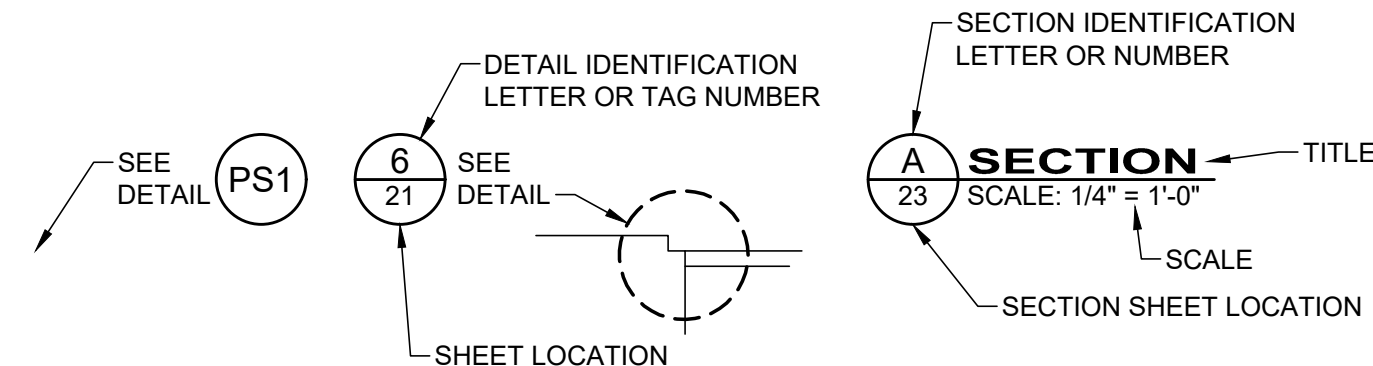 SEE
DETAIL
PS1
DETAIL IDENTIFICATION
LETTER OR TAG NUMBER
6
21
SEE
DETAIL
SHEET LOCATION
SECTION IDENTIFICATION
LETTER OR NUMBER
A
23
SECTION
SCALE: 1/4" = 1'-0"
TITLE
SCALE
SECTION SHEET LOCATION